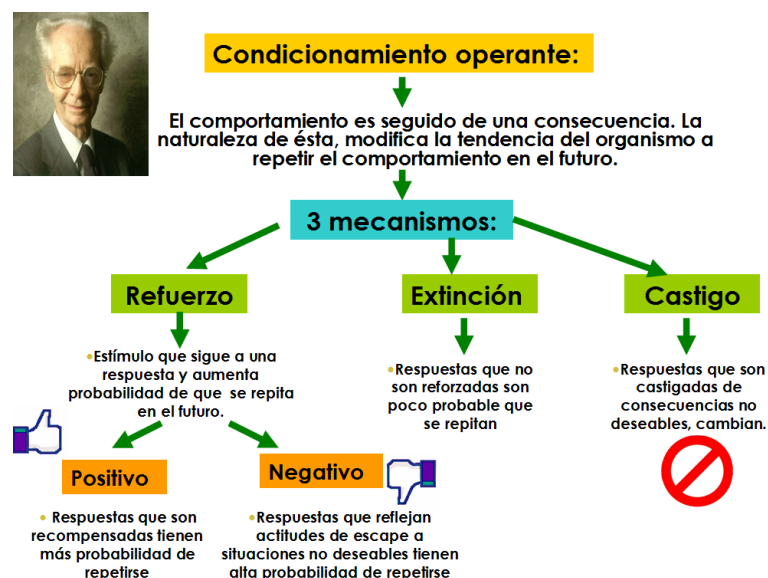 Condicionamiento operante:
El comportamiento es seguido de una consecuencia. La
naturaleza de ésta, modifica la tendencia del organismo a
repetir el comportamiento en el futuro.
3 mecanismos:
Refuerzo
•Estímulo que sigue a una
respuesta y aumenta
probabilidad de que se repita
en el futuro.
Positivo
• Respuestas que son
recompensadas tienen
más probabilidad de
repetirse
Negativo
•Respuestas que reflejan
actitudes de escape a
situaciones no deseables tienen
alta probabilidad de repetirse
Extinción
•Respuestas que no
son reforzadas son
poco probable que
se repitan
Castigo
•Respuestas que son
castigadas de
consecuencias no
deseables, cambian.